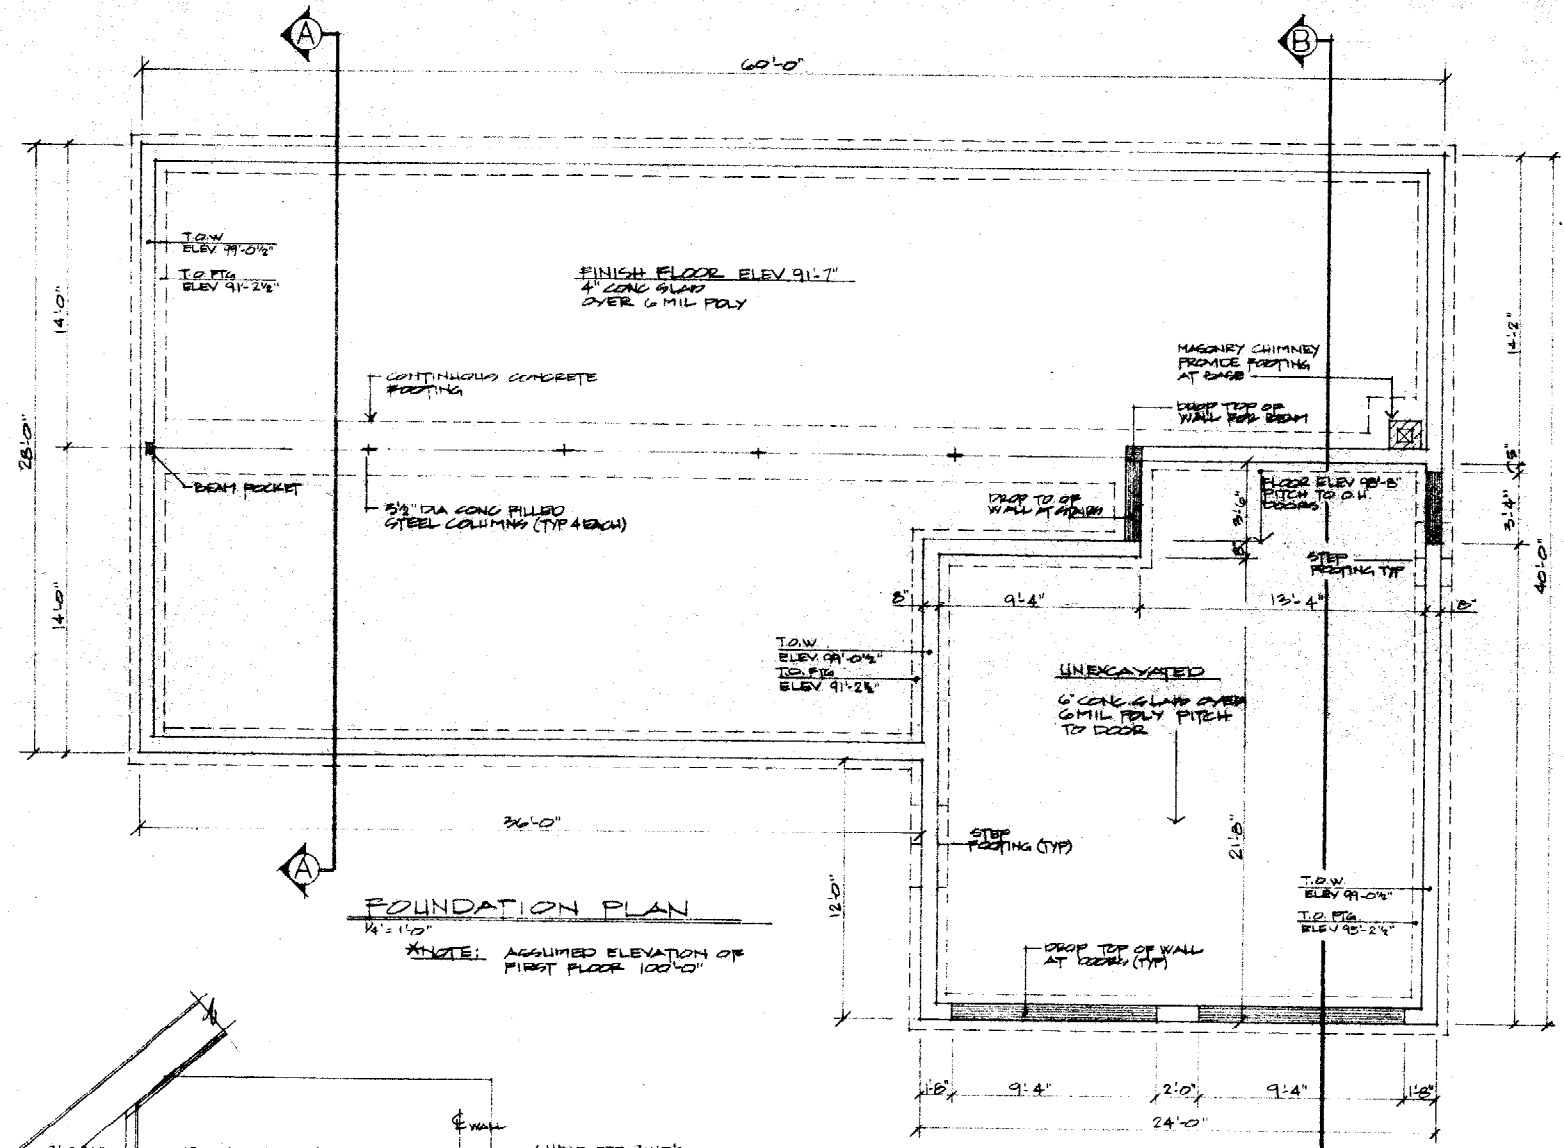 A
B
60'-0"
T.O.W
ELEV. 99'-0½"
T.O. FTG
ELEV 91'-2½"
FINISH FLOOR ELEV 91'-7"
4" CONC SLAB
OVER 6 MIL POLY
14'-0"
28'-0"
14'-0"
CONTINUOUS CONCRETE
FOOTING
MASONRY CHIMNEY
PROVIDE FOOTING
AT BASE
DROP TOP OF
WALL FOR BEAM
14'-2"
8"
3'-4"
40'-0"
BEAM POCKET
3½" DIA CONC FILLED
STEEL COLUMNS (TYP 4 EACH)
DROP TO OF
WALL AT STAIRS
3'-6"
8"
FLOOR ELEV 98'-8"
PITCH TO O.H.
DOORS
STEP
FOOTING TYP
8"
9'-4"
13'-4"
8"
T.O.W
ELEV. 99'-0½"
T.O. FTG
ELEV 91'-2½"
UNEXCAVATED
6" CONC. SLAB OVER
6 MIL POLY PITCH
TO DOOR
36'-0"
STEP
FOOTING (TYP)
21'-8"
12'-0"
A
T.O.W.
ELEV 99'-0½"
T.O. FTG.
ELEV 95'-2½"
FOUNDATION PLAN
¼" = 1'-0"
*NOTE: ASSUMED ELEVATION OF
FIRST FLOOR 100'-0"
DROP TOP OF WALL
AT DOORS (TYP)
1'-8"
9'-4"
2'-0"
9'-4"
1'-8"
24'-0"
℄ WALL